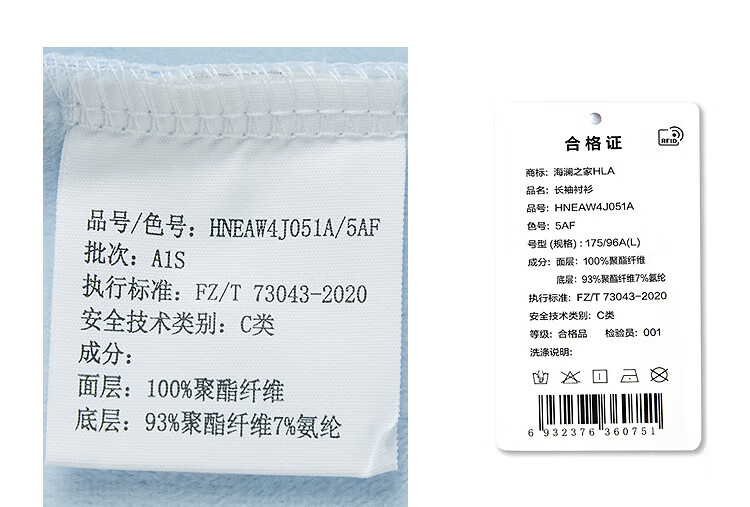 品号/色号: HNEAW4J051A/5AF
批次: A1S
执行标准: FZ/T 73043-2020
安全技术类别: C类
成分:
面层: 100%聚酯纤维
底层: 93%聚酯纤维7%氨纶
合格证
RFID
商标: 海澜之家HLA
品名: 长袖衬衫
品号: HNEAW4J051A
色号: 5AF
号型 (规格) : 175/96A(L)
成分: 面层: 100%聚酯纤维
底层: 93%聚酯纤维7%氨纶
执行标准: FZ/T 73043-2020
安全技术类别: C类
等级: 合格品 检验员: 001
洗涤说明:
6 932376 360751